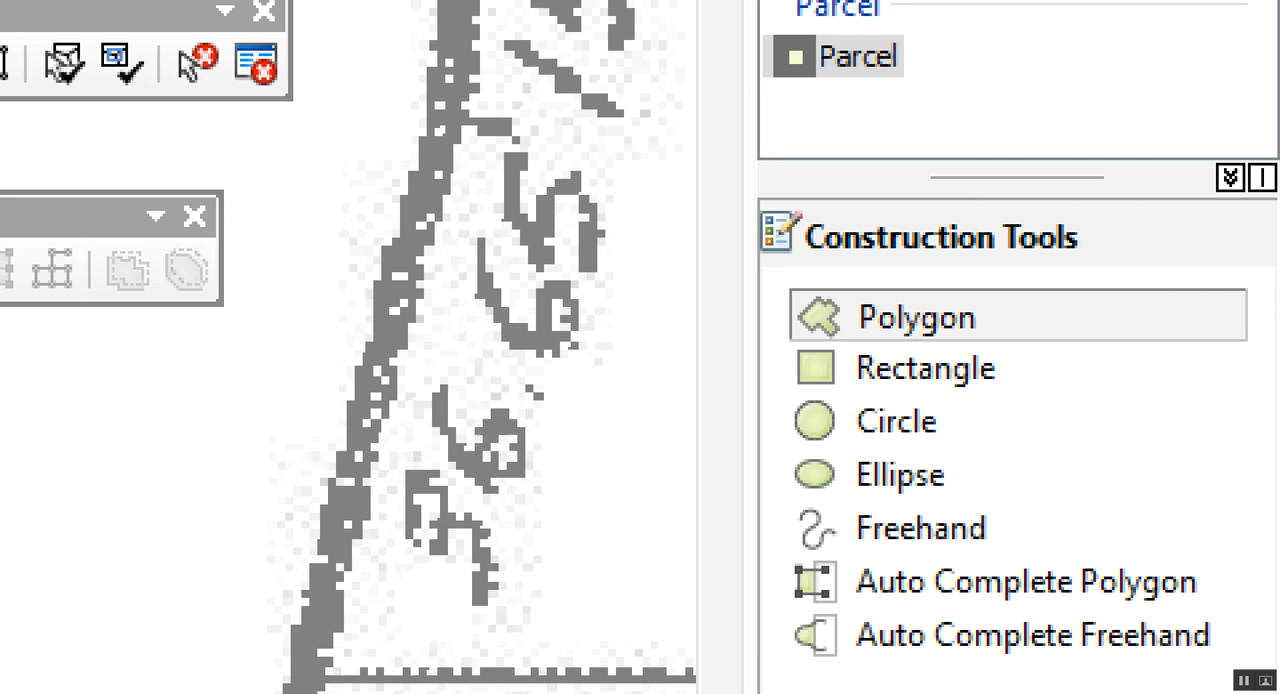 Parcel
Parcel
Construction Tools
Polygon
Rectangle
Circle
Ellipse
Freehand
Auto Complete Polygon
Auto Complete Freehand